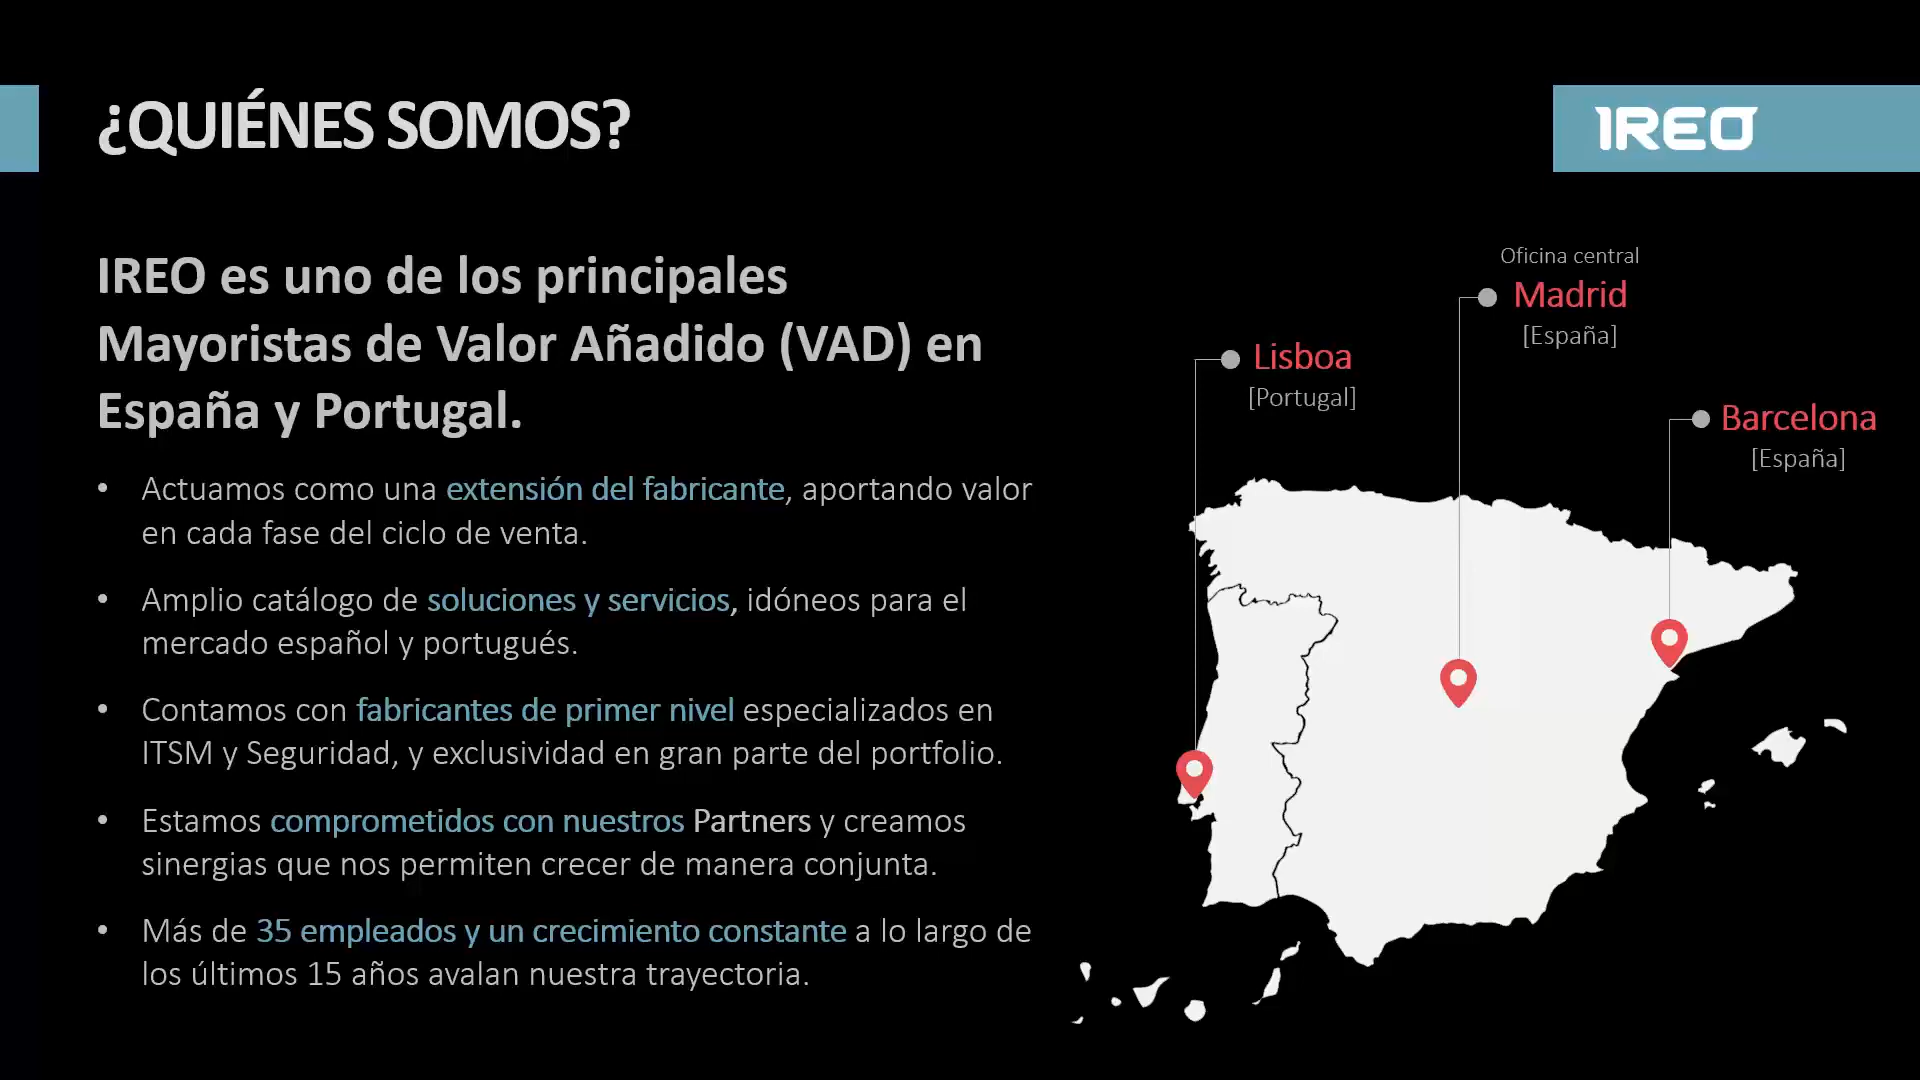 ¿QUIÉNES SOMOS?
IREO
IREO es uno de los principales
Mayoristas de Valor Añadido (VAD) en
España y Portugal.
• Actuamos como una extensión del fabricante, aportando valor
en cada fase del ciclo de venta.
• Amplio catálogo de soluciones y servicios, idóneos para el
mercado español y portugués.
• Contamos con fabricantes de primer nivel especializados en
ITSM y Seguridad, y exclusividad en gran parte del portfolio.
• Estamos comprometidos con nuestros Partners y creamos
sinergias que nos permiten crecer de manera conjunta.
• Más de 35 empleados y un crecimiento constante a lo largo de
los últimos 15 años avalan nuestra trayectoria.
Oficina central
Madrid
[España]
Lisboa
[Portugal]
Barcelona
[España]